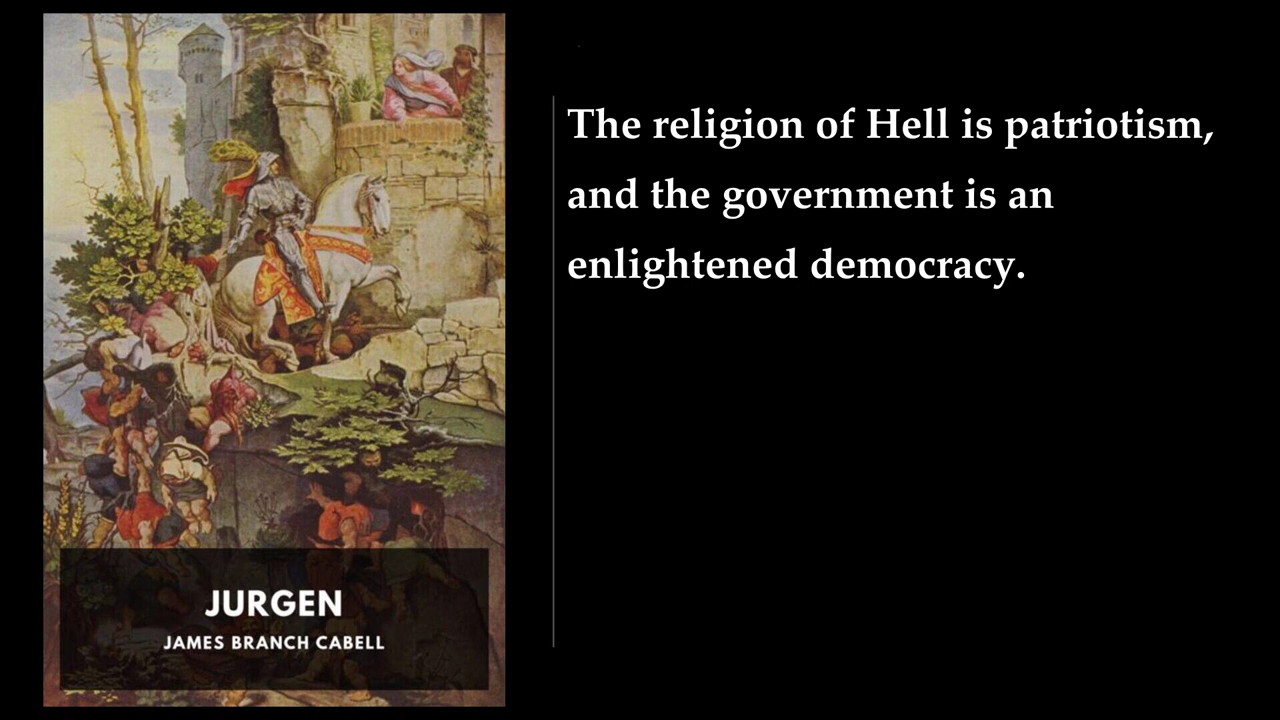 The religion of Hell is patriotism,
and the government is an
enlightened democracy.
JURGEN
JAMES BRANCH CABELL